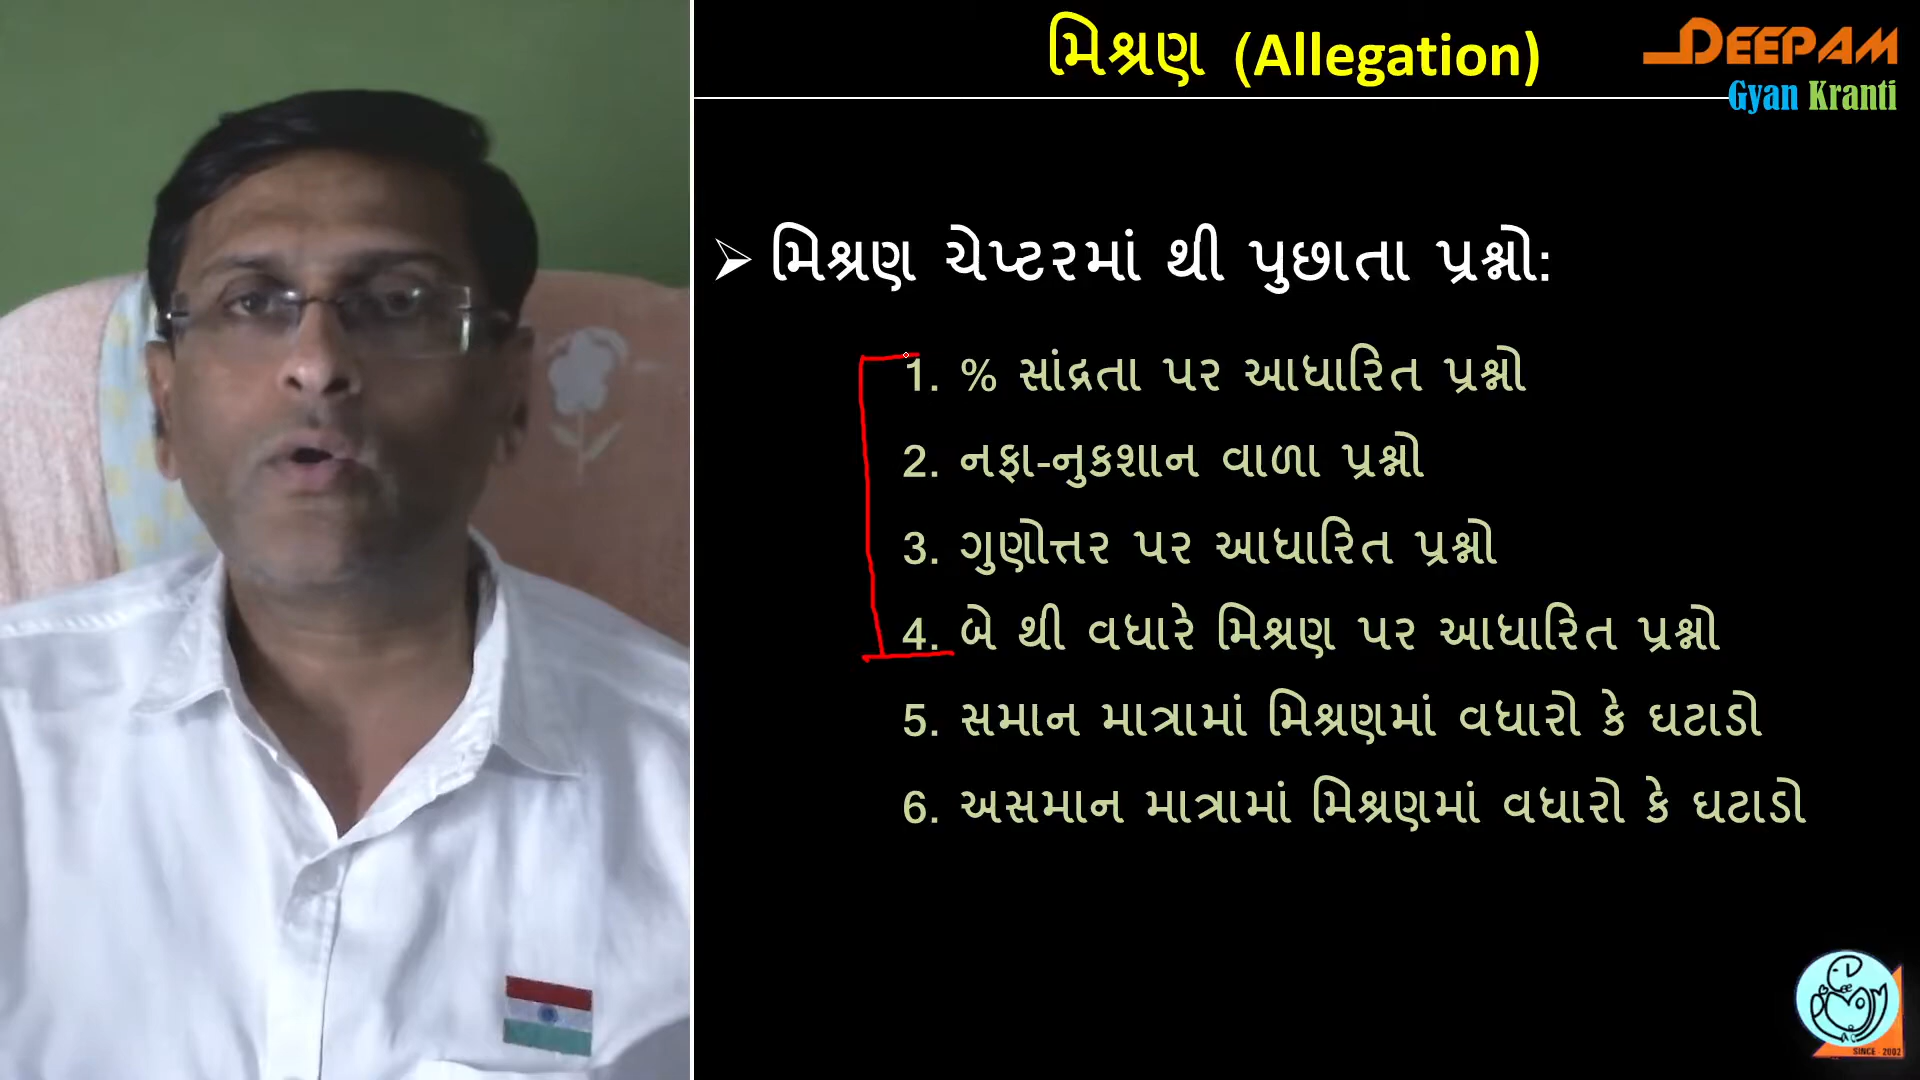 મિશ્રણ (Allegation)
DEEPAM
Gyan Kranti
➢ મિશ્રણ ચેપ્ટરમાં થી પુછાતા પ્રશ્નો:
1. % સાંદ્રતા પર આધારિત પ્રશ્નો
2. નફા-નુકશાન વાળા પ્રશ્નો
3. ગુણોત્તર પર આધારિત પ્રશ્નો
4. બે થી વધારે મિશ્રણ પર આધારિત પ્રશ્નો
5. સમાન માત્રામાં મિશ્રણમાં વધારો કે ઘટાડો
6. અસમાન માત્રામાં મિશ્રણમાં વધારો કે ઘટાડો
SINCE - 2002